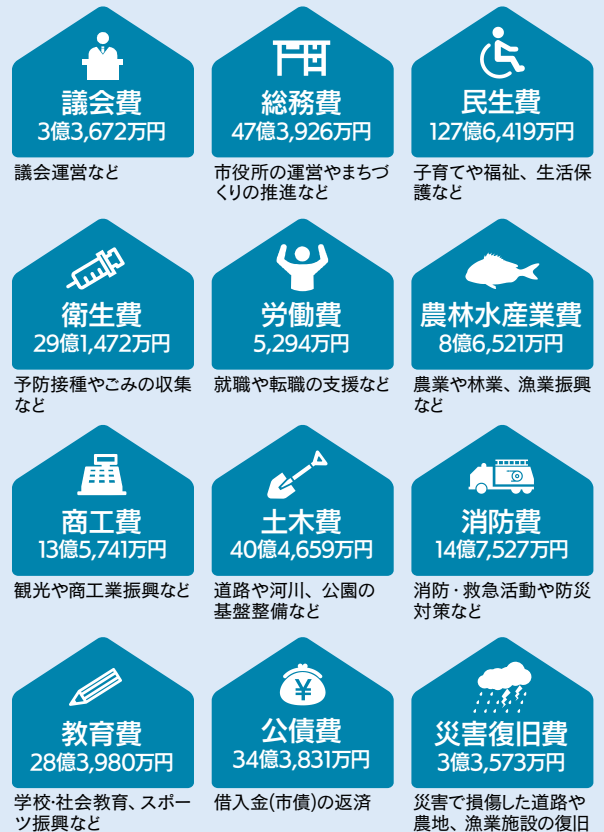 議会費
3億3,672万円
議会運営など
総務費
47億3,926万円
市役所の運営やまちづ
くりの推進など
民生費
127億6,419万円
子育てや福祉、生活保
護など
衛生費
29億1,472万円
予防接種やごみの収集
など
労働費
5,294万円
就職や転職の支援など
農林水産業費
8億6,521万円
農業や林業、漁業振興
など
商工費
13億5,741万円
観光や商工業振興など
土木費
40億4,659万円
道路や河川、公園の
基盤整備など
消防費
14億7,527万円
消防・救急活動や防災
対策など
教育費
28億3,980万円
学校・社会教育、スポー
ツ振興など
¥
公債費
34億3,831万円
借入金(市債)の返済
災害復旧費
3億3,573万円
災害で損傷した道路や
農地、漁業施設の復旧